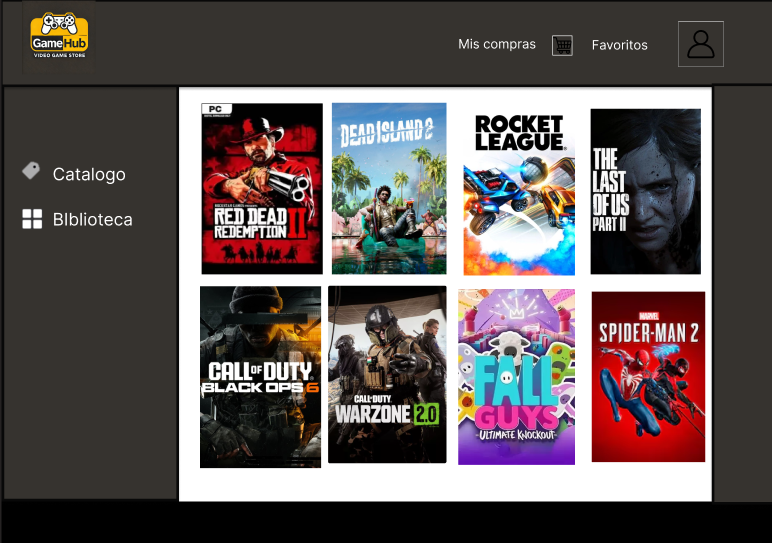 GameHub
VIDEO GAME STORE
Mis compras
Favoritos
Catalogo
BIblioteca
PC
RED DEAD
REDEMPTION II
DEAD ISLAND 2
ROCKET
LEAGUE
THE
LAST
OF US
PART II
CALL OF DUTY
BLACK OPS 6
CALL OF DUTY
WARZONE 2.0
FALL
GUYS
-ULTIMATE KNOCKOUT-
MARVEL
SPIDER-MAN 2